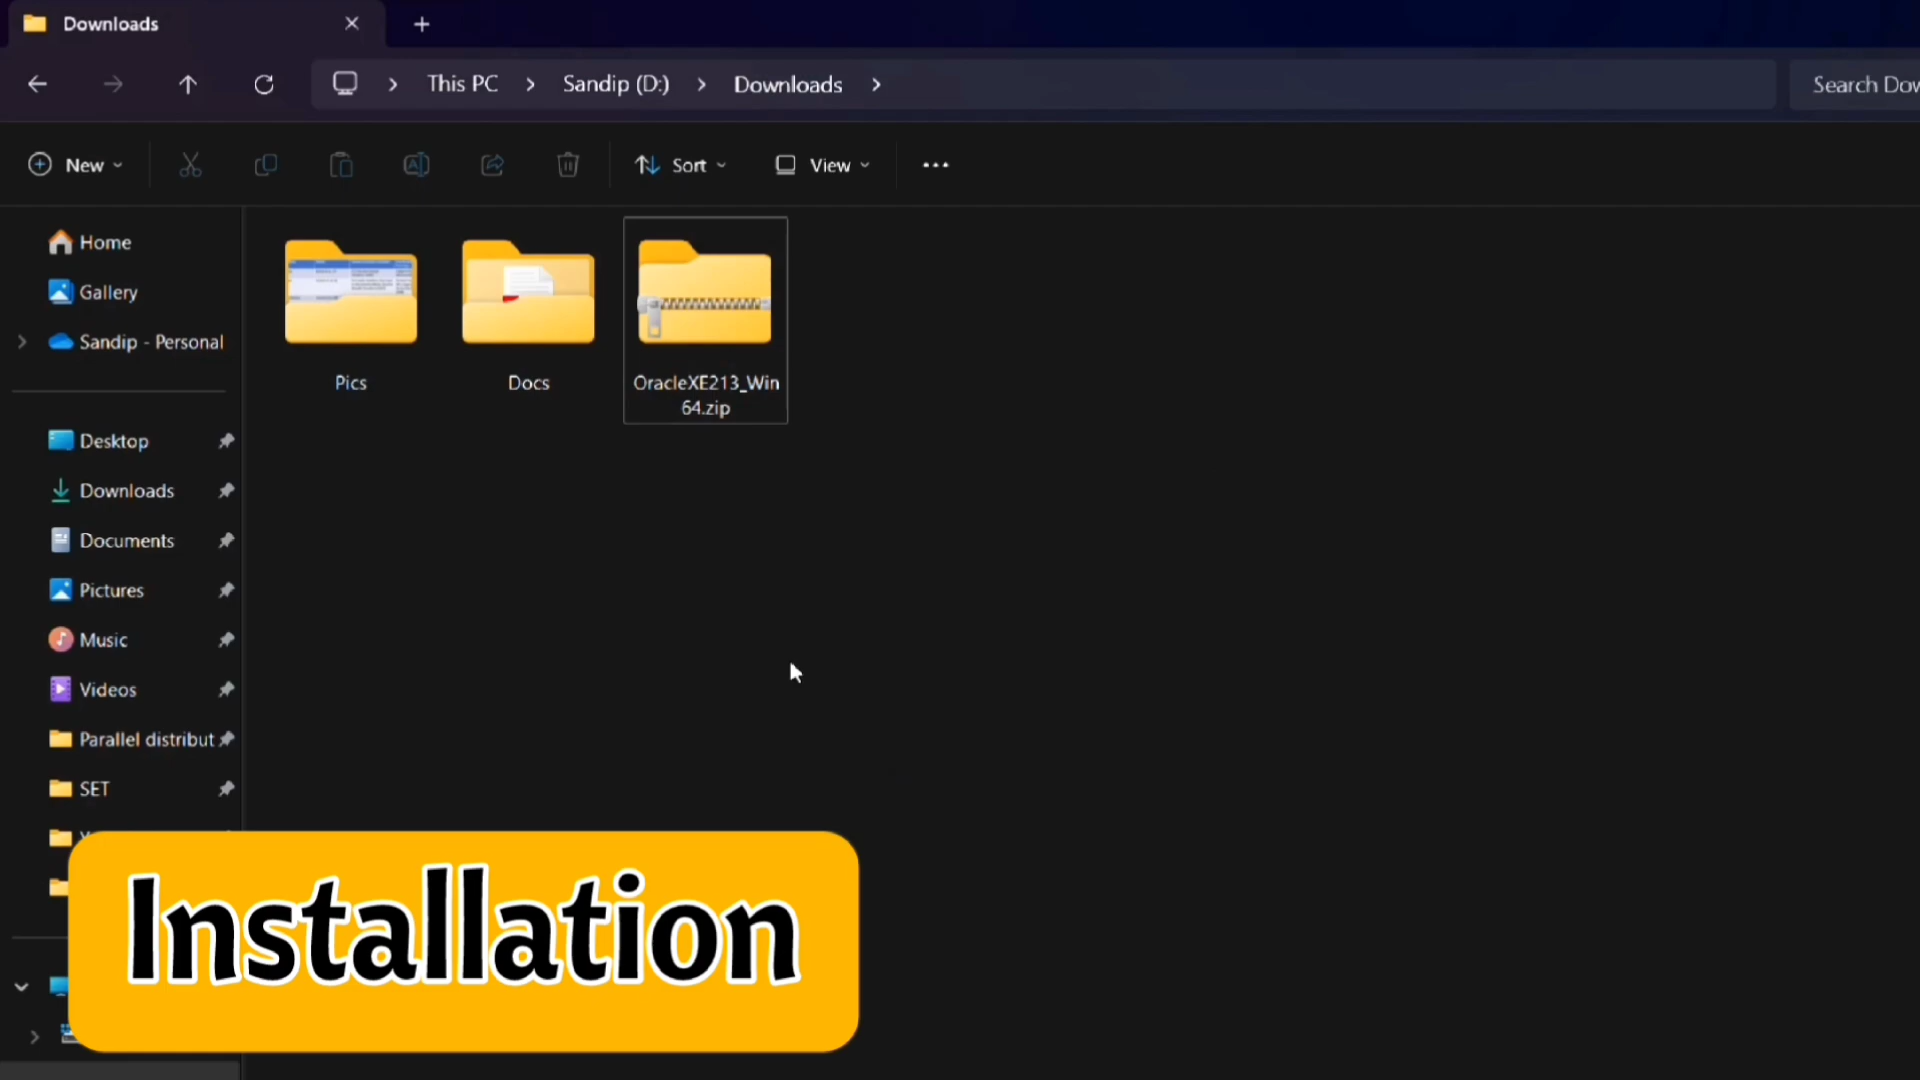 Downloads
This PC
Sandip (D:)
Downloads
Search Dow
New
Sort
View
Home
Gallery
Sandip - Personal
Desktop
Downloads
Documents
Pictures
Music
Videos
Parallel distribut
SET
Pics
Docs
OracleXE213_Win
64.zip
Installation